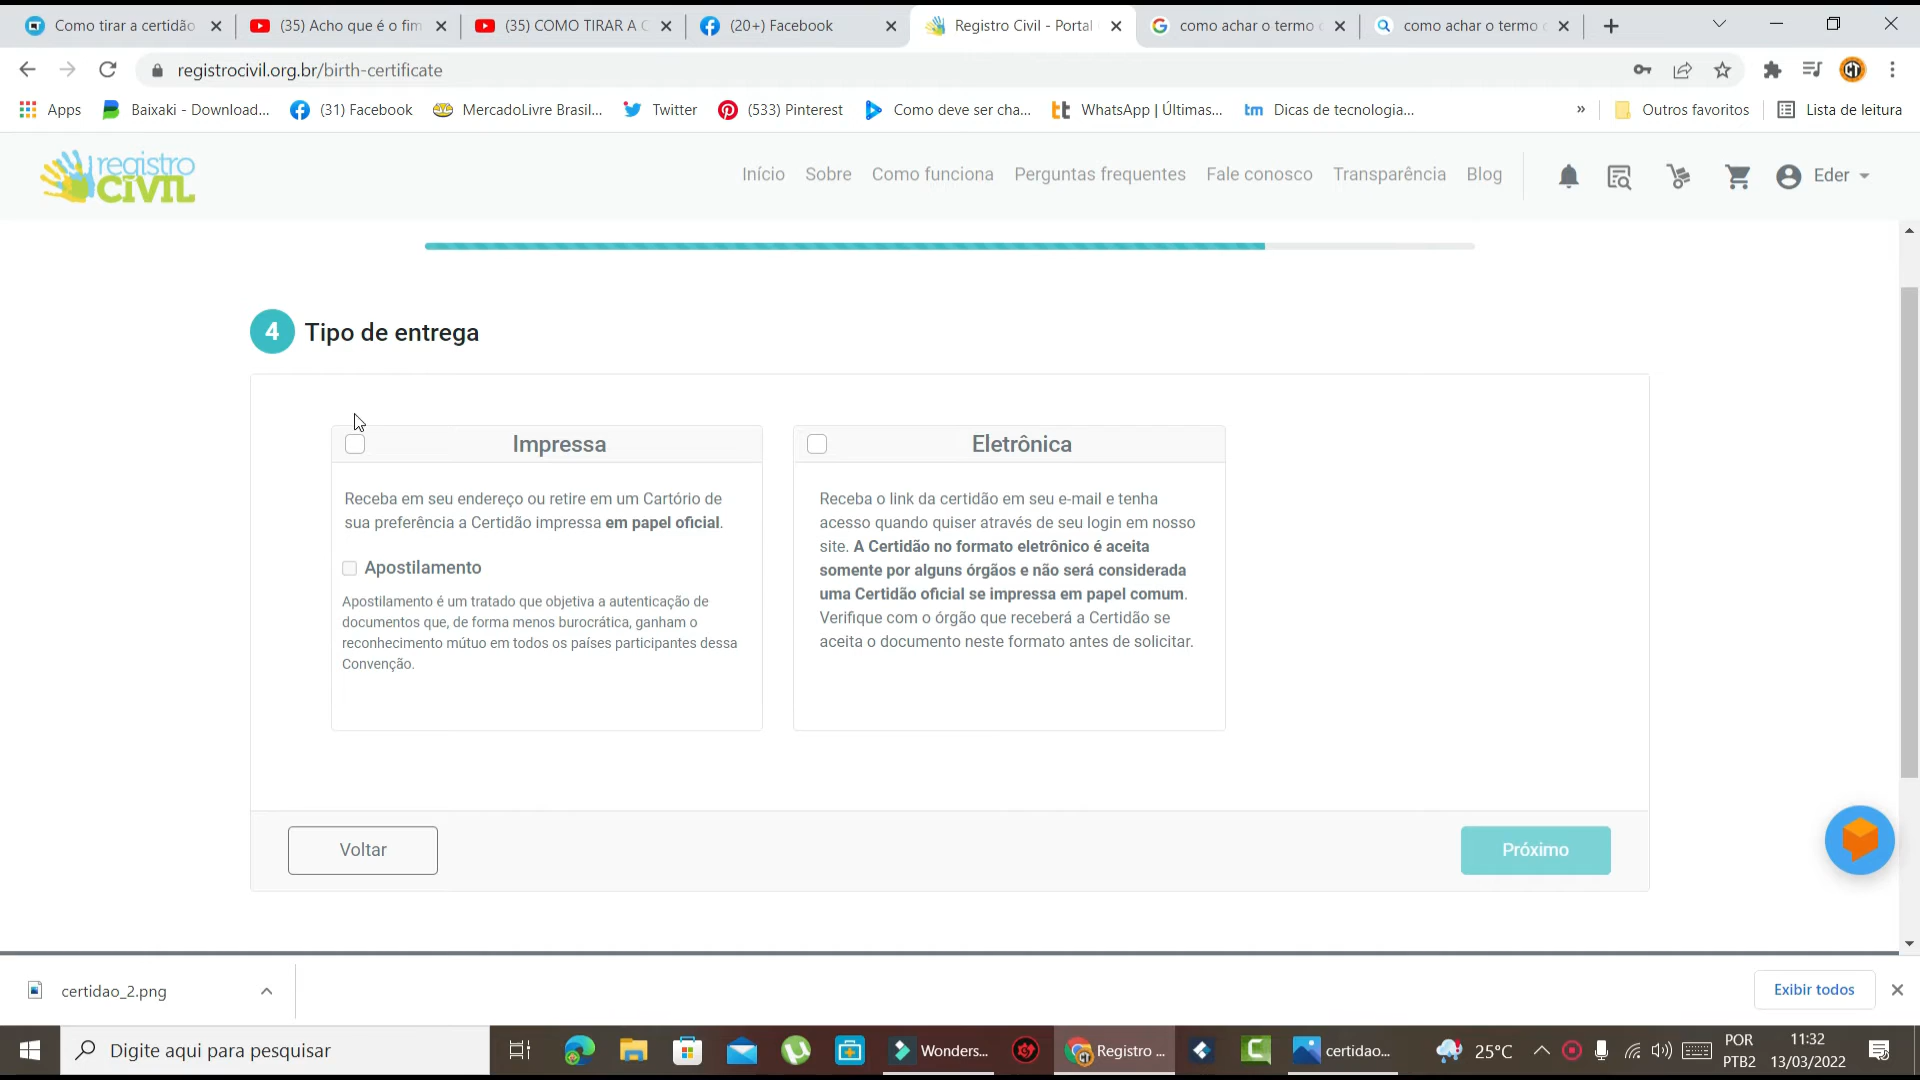 Como tirar a certidão
(35) Acho que é o fim
(35) COMO TIRAR A C
(20+) Facebook
Registro Civil - Portal
como achar o termo
como achar o termo
registrocivil.org.br/birth-certificate
Apps
Baixaki - Download...
(31) Facebook
MercadoLivre Brasil...
Twitter
(533) Pinterest
Como deve ser cha...
WhatsApp | Últimas...
Dicas de tecnologia...
»
Outros favoritos
Lista de leitura
registro
CIVIL
Início
Sobre
Como funciona
Perguntas frequentes
Fale conosco
Transparência
Blog
Eder
4 Tipo de entrega
Impressa
Receba em seu endereço ou retire em um Cartório de
sua preferência a Certidão impressa em papel oficial.
Apostilamento
Apostilamento é um tratado que objetiva a autenticação de
documentos que, de forma menos burocrática, ganham o
reconhecimento mútuo em todos os países participantes dessa
Convenção.
Eletrônica
Receba o link da certidão em seu e-mail e tenha
acesso quando quiser através de seu login em nosso
site. A Certidão no formato eletrônico é aceita
somente por alguns órgãos e não será considerada
uma Certidão oficial se impressa em papel comum.
Verifique com o órgão que receberá a Certidão se
aceita o documento neste formato antes de solicitar.
Voltar
Próximo
certidao_2.png
Exibir todos
Digite aqui para pesquisar
Wonders...
Registro ...
certidao...
25°C
POR
PTB2
11:32
13/03/2022